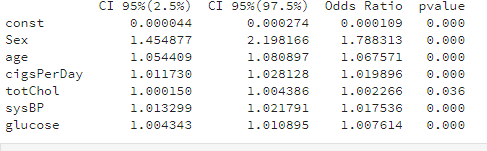 CI 95%(2.5%) CI 95%(97.5%) Odds Ratio pvalue
const 0.000044 0.000274 0.000109 0.000
Sex 1.454877 2.198166 1.788313 0.000
age 1.054409 1.080897 1.067571 0.000
cigsPerDay 1.011730 1.028128 1.019896 0.000
totChol 1.000150 1.004386 1.002266 0.036
sysBP 1.013299 1.021791 1.017536 0.000
glucose 1.004343 1.010895 1.007614 0.000